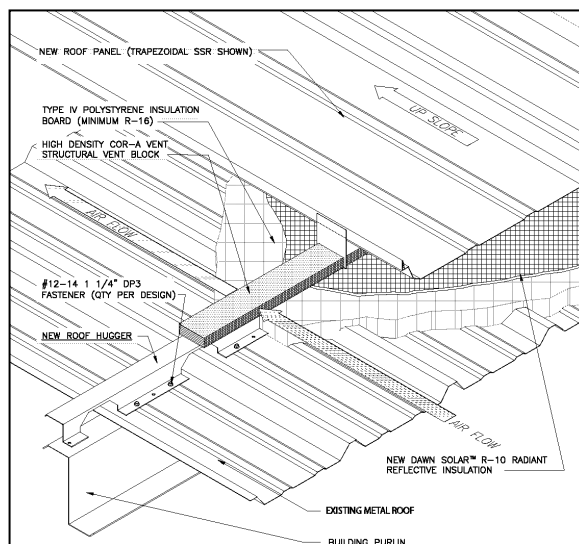 NEW ROOF PANEL (TRAPEZOIDAL SSR SHOWN)
UP SLOPE
TYPE IV POLYSTYRENE INSULATION
BOARD (MINIMUM R-16)
HIGH DENSITY COR-A VENT
STRUCTURAL VENT BLOCK
AIR FLOW
#12-14 1 1/4" DP3
FASTENER (QTY PER DESIGN)
NEW ROOF HUGGER
AIR FLOW
NEW DAWN SOLAR™ R-10 RADIANT
REFLECTIVE INSULATION
EXISTING METAL ROOF
BUILDING PURLIN